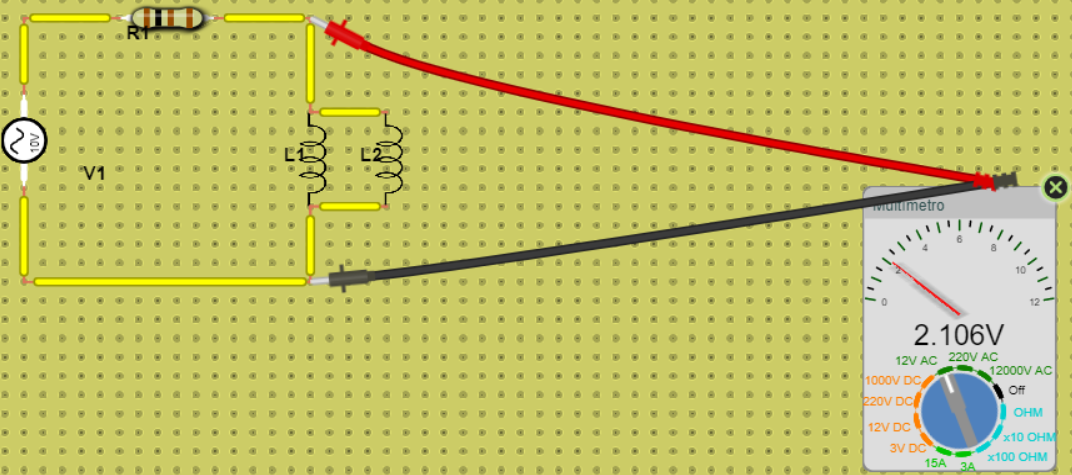 R1
10V
V1
L1
L2
Multimetro
0
2
4
6
8
10
12
2.106V
12V AC
220V AC
12000V AC
1000V DC
Off
220V DC
OHM
12V DC
x10 OHM
3V DC
x100 OHM
15A
3A